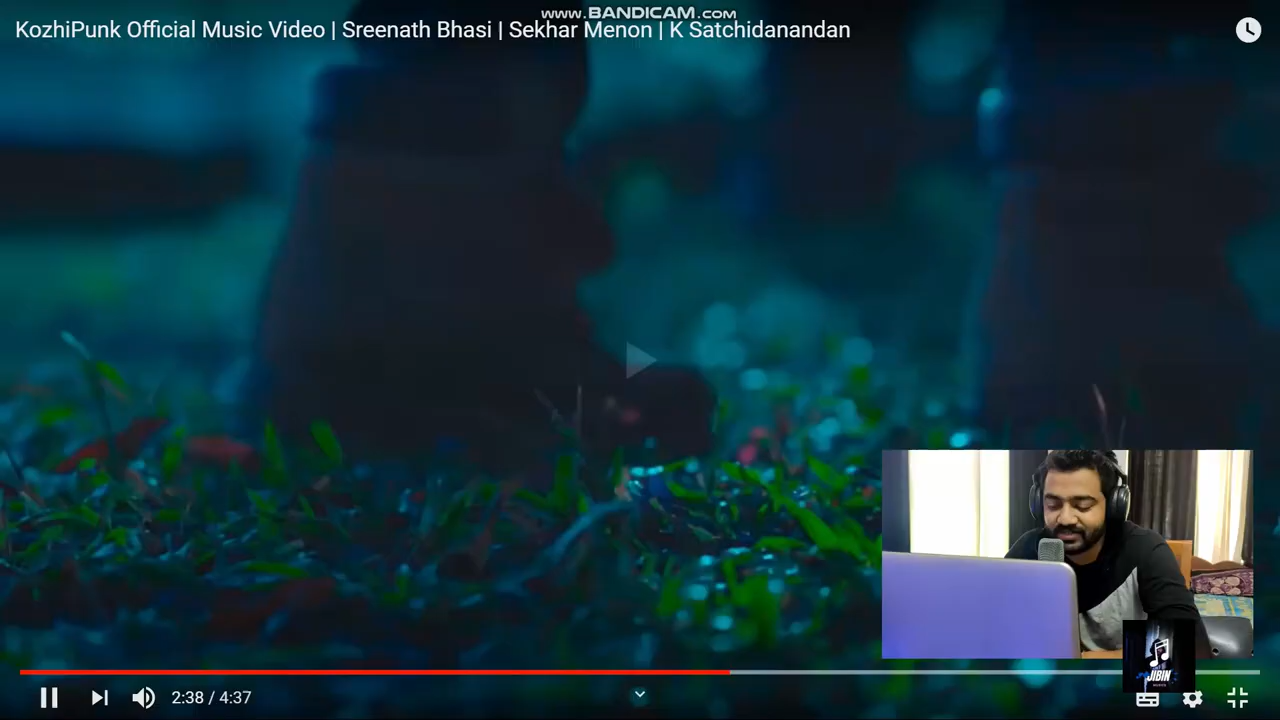 www.BANDICAM.com
KozhiPunk Official Music Video | Sreenath Bhasi | Sekhar Menon | K Satchidanandan
JIBIN
2:38 / 4:37